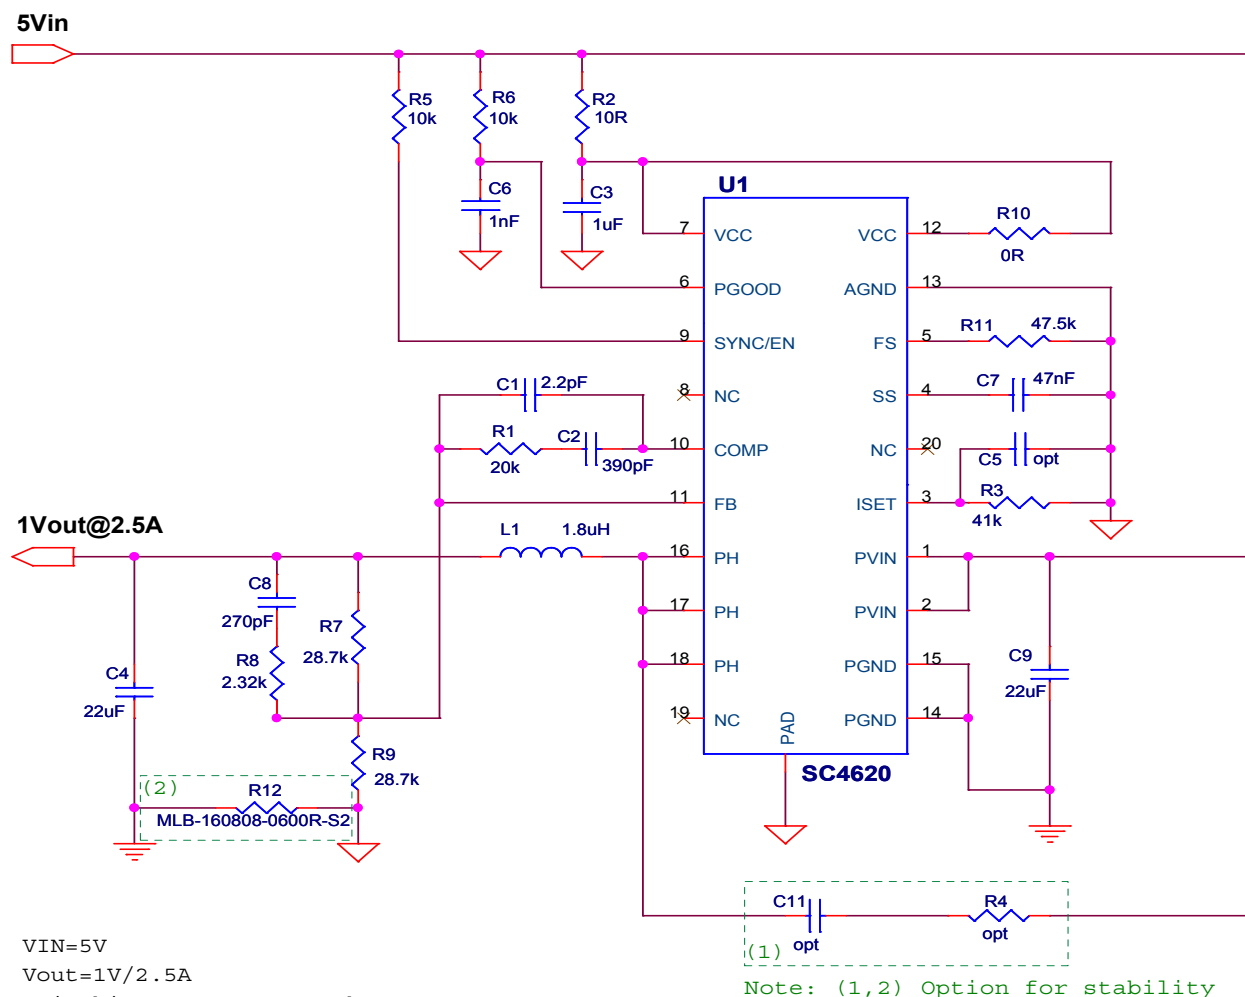 5Vin
R5
10k
R6
10k
R2
10R
C6
1nF
C3
1uF
U1
R10
0R
7
VCC
VCC
12
6
PGOOD
AGND
13
9
SYNC/EN
FS
5
R11
47.5k
8
NC
SS
4
C7
47nF
C1
2.2pF
R1
20k
C2
390pF
10
COMP
NC
20
C5
opt
11
FB
ISET
3
R3
41k
1Vout@2.5A
L1
1.8uH
16
PH
PVIN
1
17
PH
PVIN
2
18
PH
PGND
15
19
NC
PGND
14
PAD
SC4620
C8
270pF
R8
2.32k
R7
28.7k
C4
22uF
R9
28.7k
C9
22uF
(2)
R12
MLB-160808-0600R-S2
C11
opt
R4
opt
(1)
Note: (1,2) Option for stability
VIN=5V
Vout=1V/2.5A